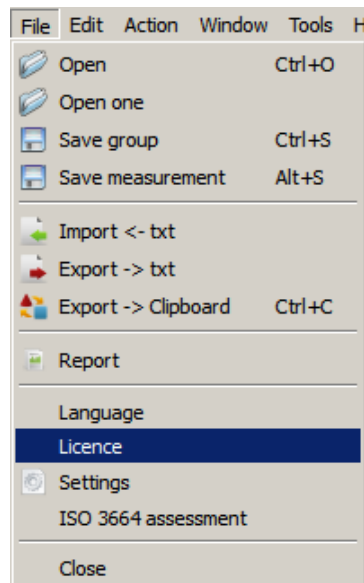 File Edit Action Window Tools H
Open Ctrl+O
Open one
Save group Ctrl+S
Save measurement Alt+S
Import <- txt
Export -> txt
Export -> Clipboard Ctrl+C
Report
Language
Licence
Settings
ISO 3664 assessment
Close